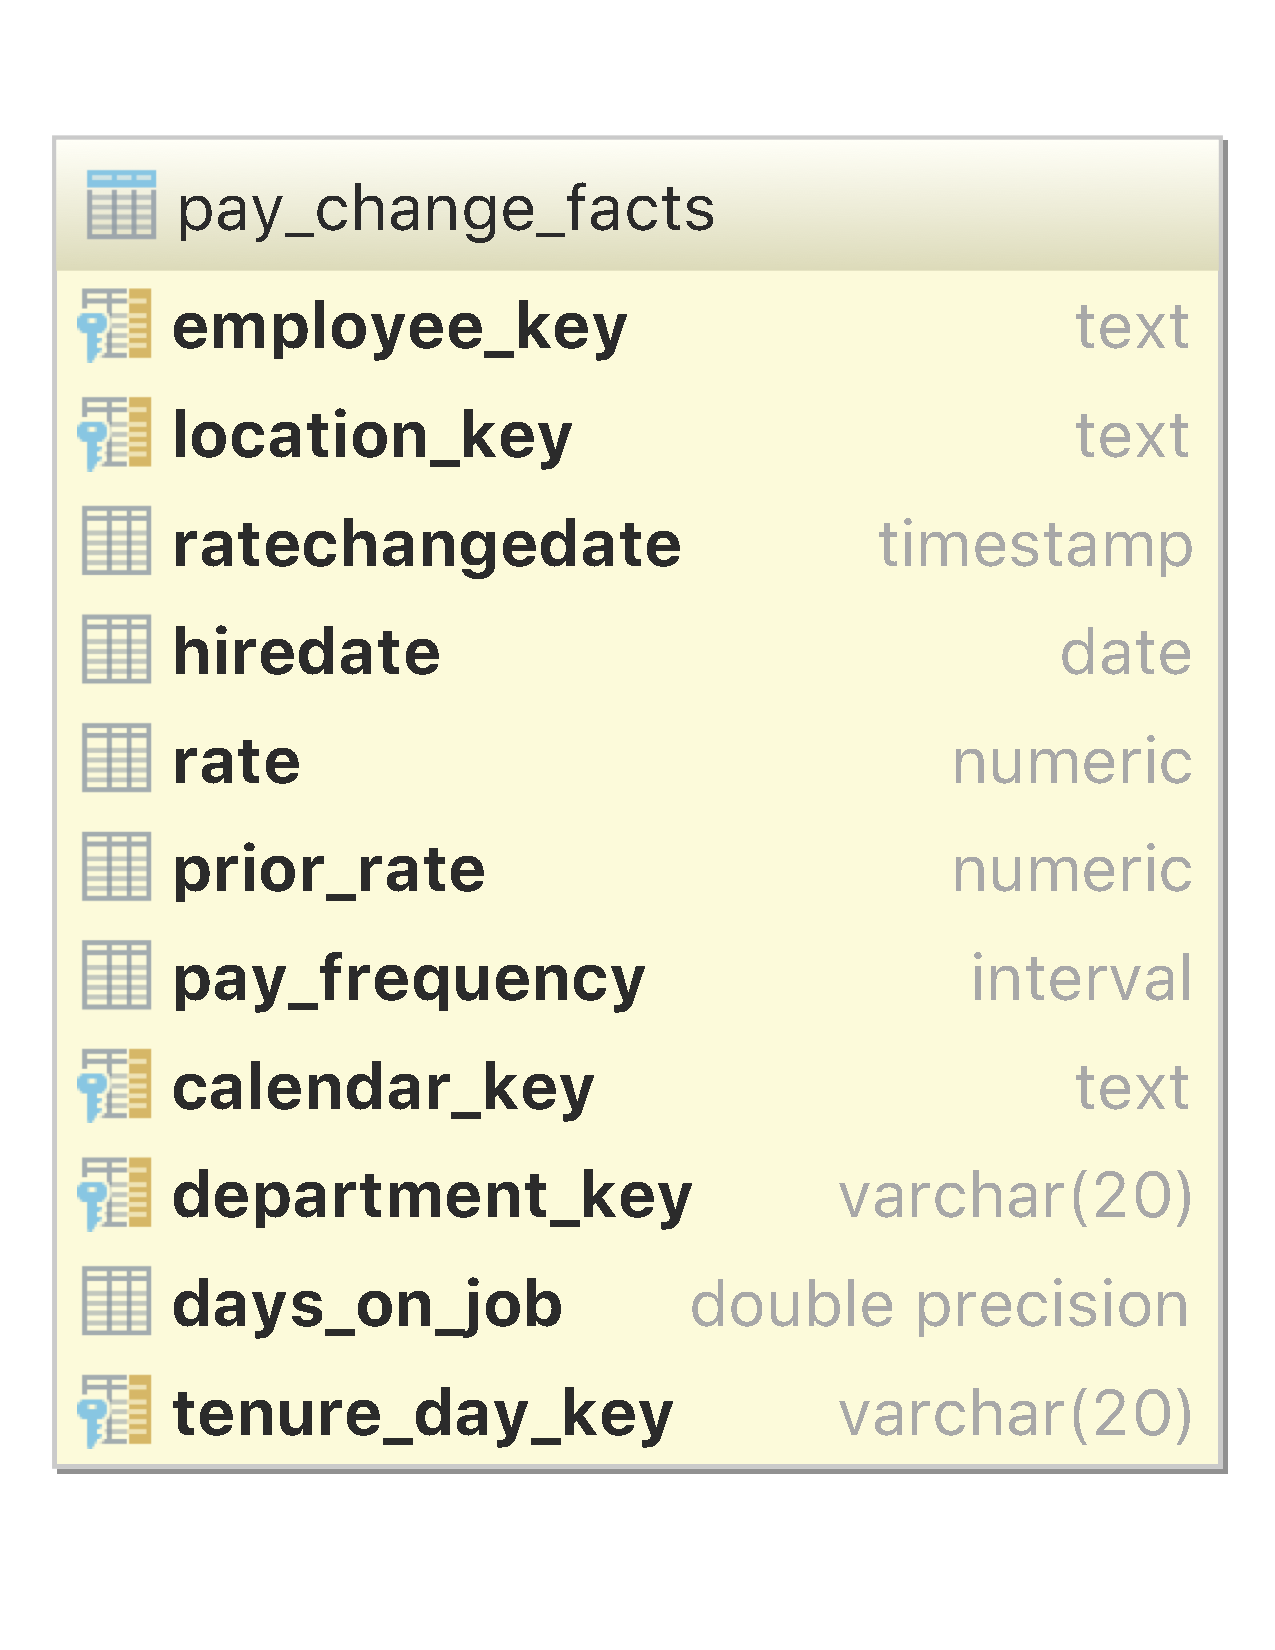 pay_change_facts
employee_key text
location_key text
ratechangedate timestamp
hiredate date
rate numeric
prior_rate numeric
pay_frequency interval
calendar_key text
department_key varchar(20)
days_on_job double precision
tenure_day_key varchar(20)